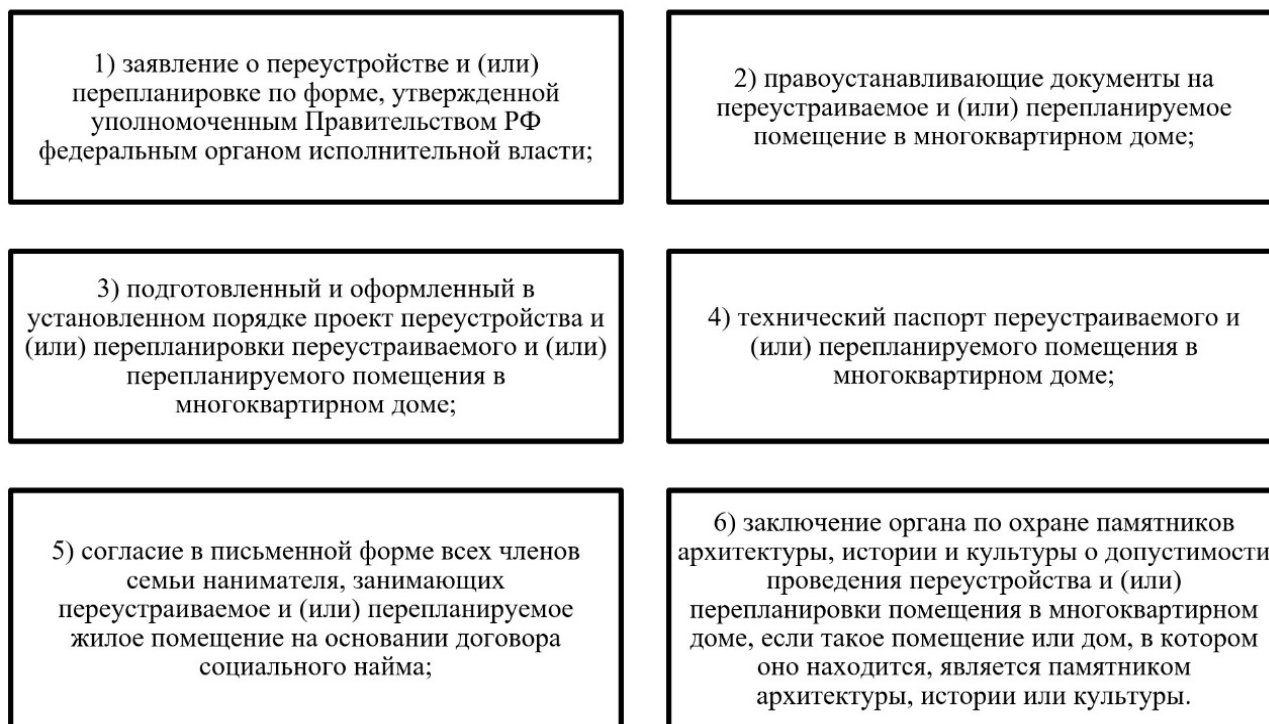 1) заявление о переустройстве и (или)
перепланировке по форме, утвержденной
уполномоченным Правительством РФ
федеральным органом исполнительной власти;
2) правоустанавливающие документы на
переустраиваемое и (или) перепланируемое
помещение в многоквартирном доме;
3) подготовленный и оформленный в
установленном порядке проект переустройства и
(или) перепланировки переустраиваемого и (или)
перепланируемого помещения в
многоквартирном доме;
4) технический паспорт переустраиваемого и
(или) перепланируемого помещения в
многоквартирном доме;
5) согласие в письменной форме всех членов
семьи нанимателя, занимающих
переустраиваемое и (или) перепланируемое
жилое помещение на основании договора
социального найма;
6) заключение органа по охране памятников
архитектуры, истории и культуры о допустимости
проведения переустройства и (или)
перепланировки помещения в многоквартирном
доме, если такое помещение или дом, в котором
оно находится, является памятником
архитектуры, истории или культуры.